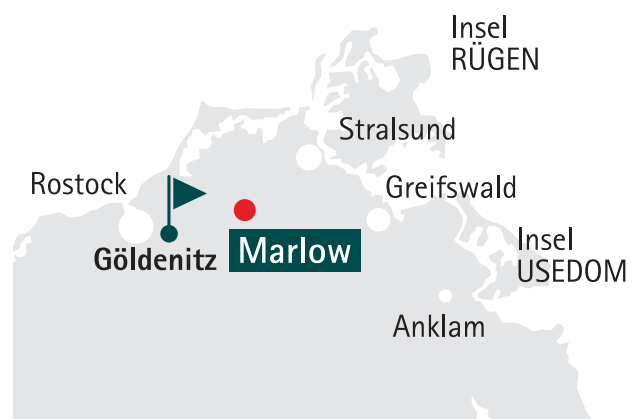 Insel
RÜGEN
Stralsund
Rostock
Greifswald
Göldenitz
Marlow
Insel
USEDOM
Anklam